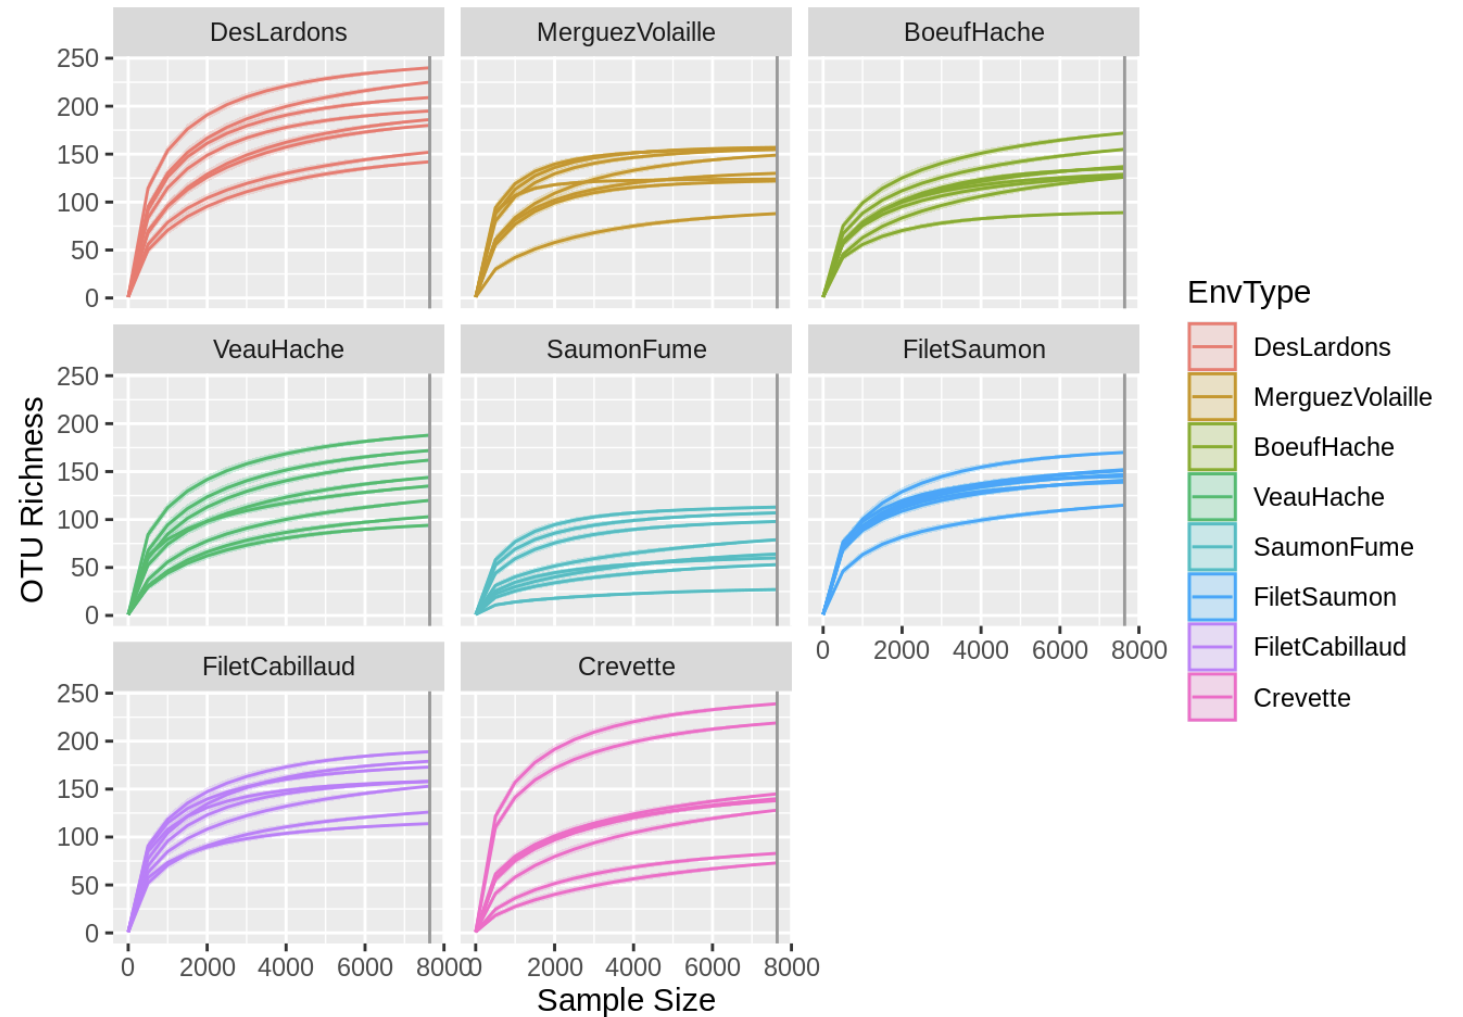 DesLardons
MerguezVolaille
BoeufHache
250
200
150
100
50
0
VeauHache
SaumonFume
FiletSaumon
250
200
150
100
50
0
0 2000 4000 6000 8000
FiletCabillaud
Crevette
250
200
150
100
50
0
0 2000 4000 6000 8000
0 2000 4000 6000 8000
Sample Size
OTU Richness
EnvType
DesLardons
MerguezVolaille
BoeufHache
VeauHache
SaumonFume
FiletSaumon
FiletCabillaud
Crevette